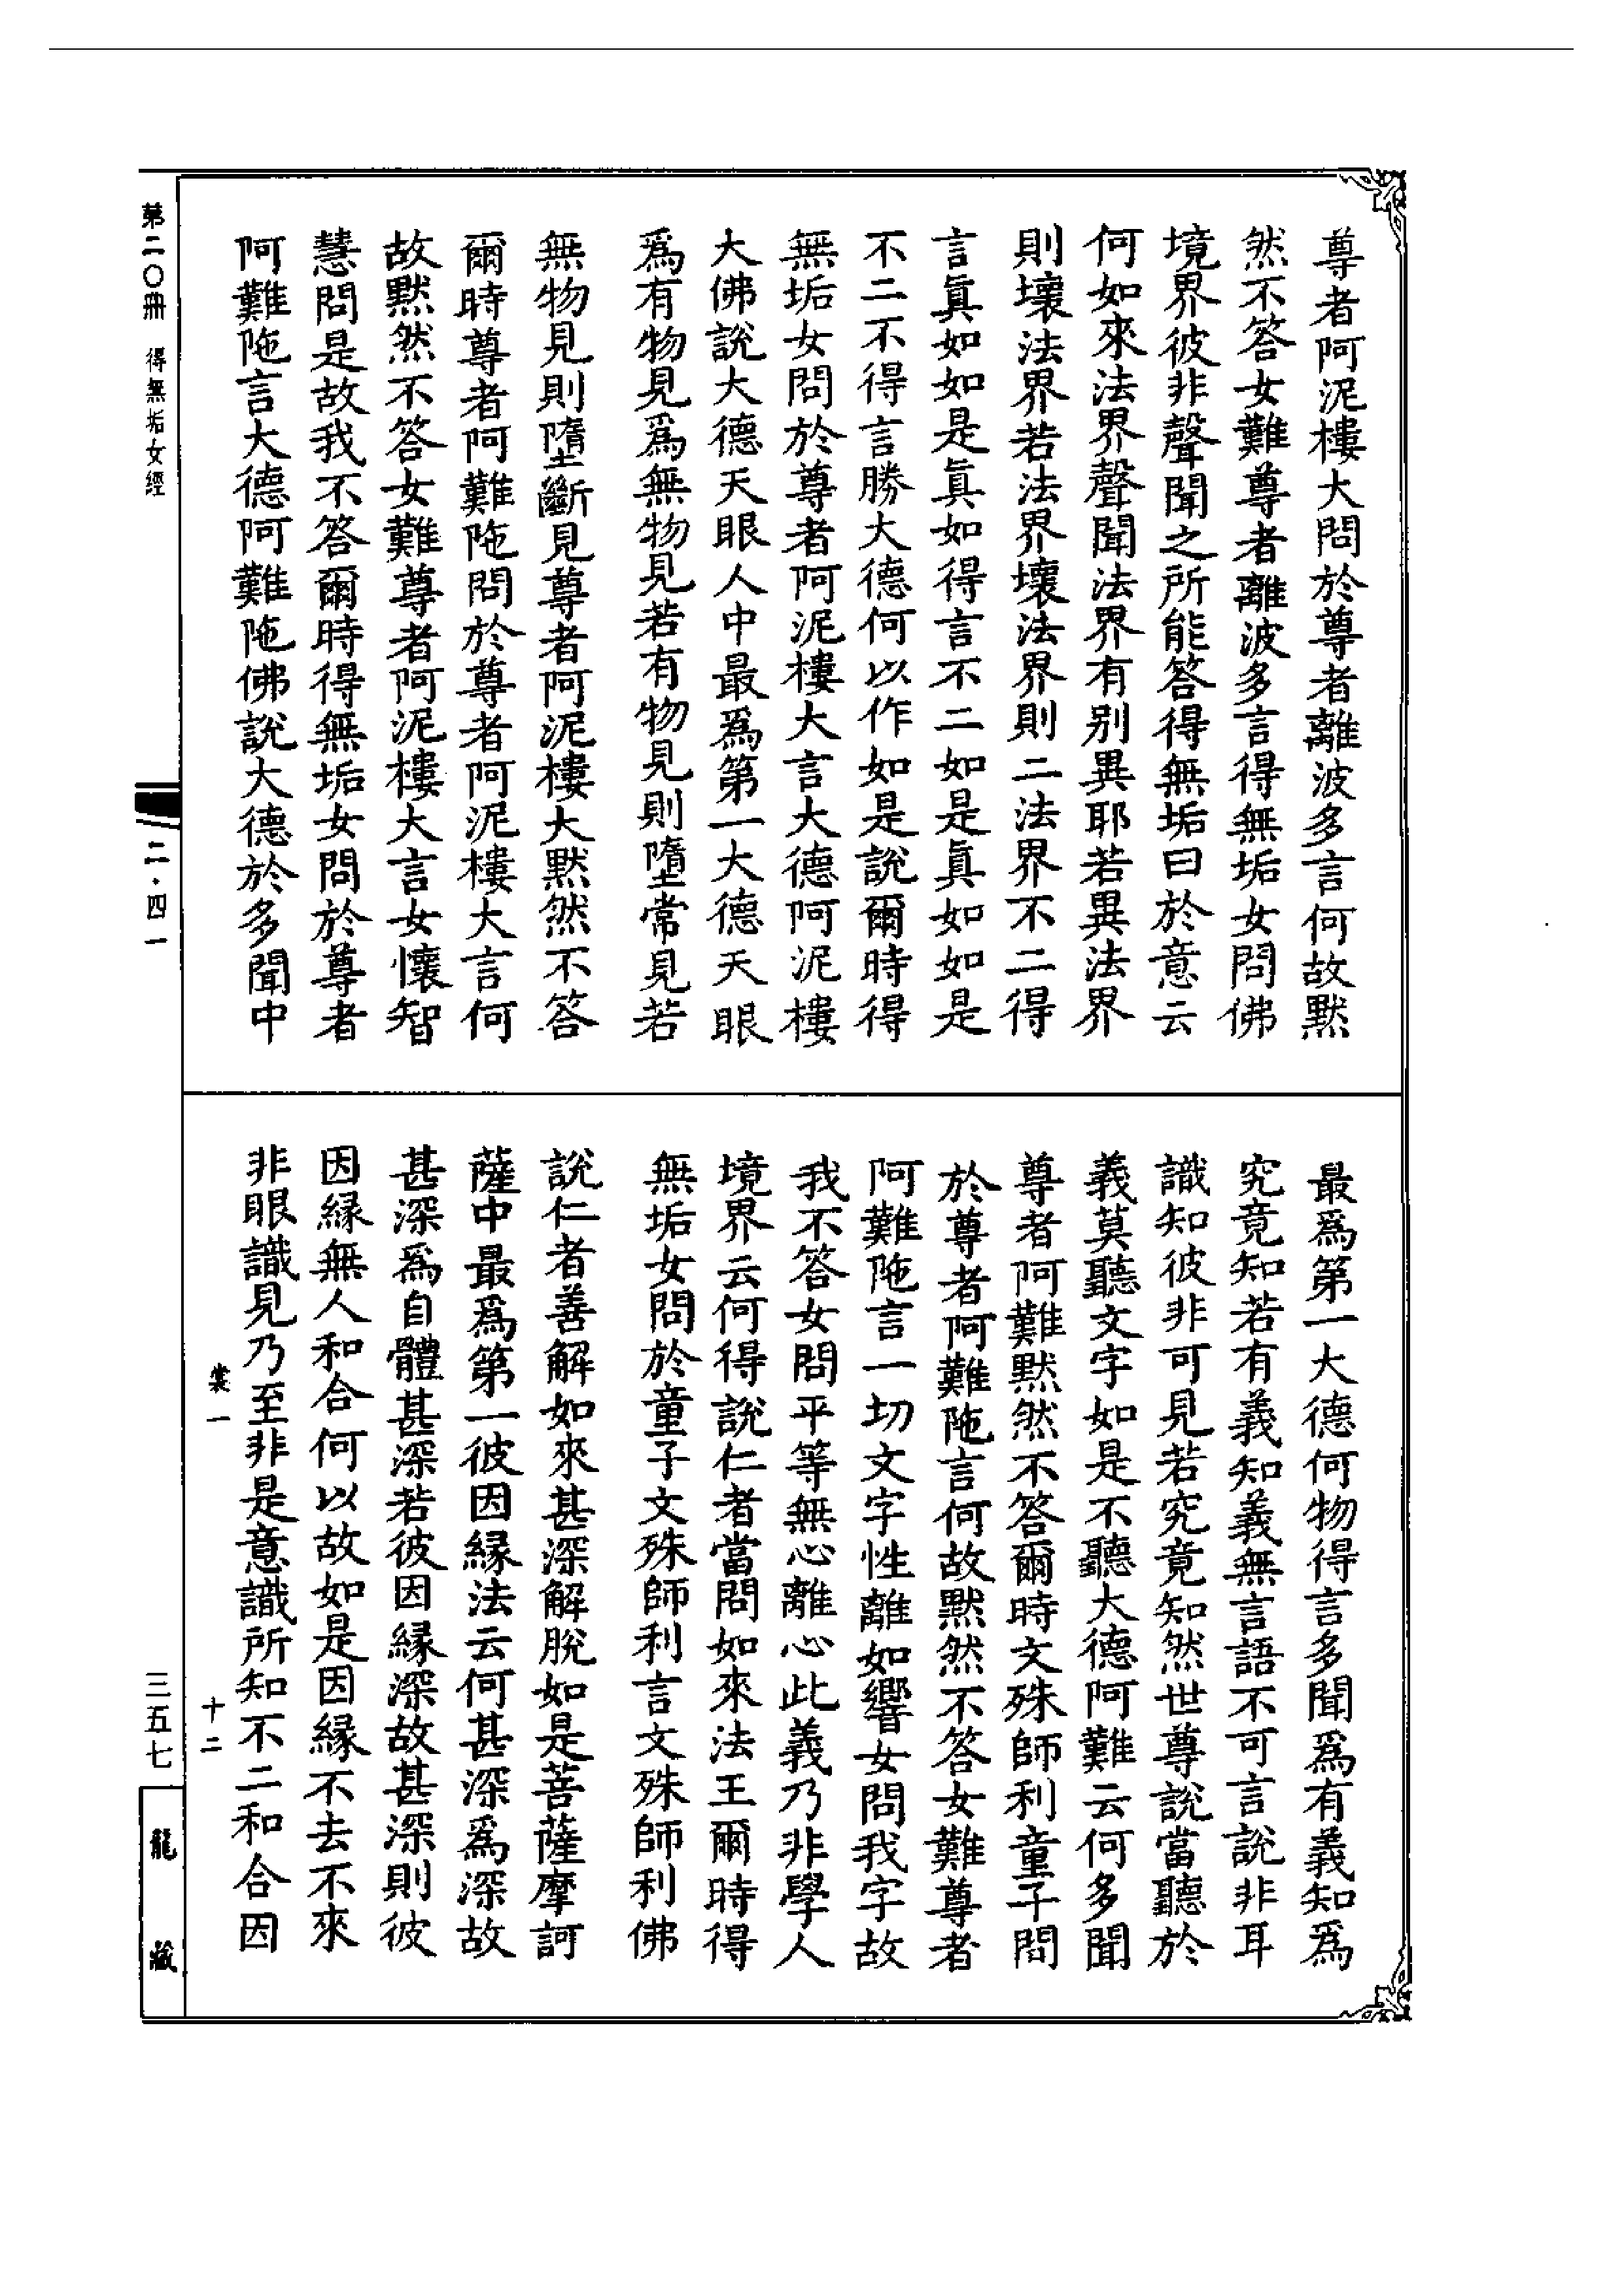 尊者阿泥樓大問於尊者離波多言何故黙
然不答女難尊者離波多言得無垢女問佛
境界彼非聲聞之所能答得無垢曰於意云
何如來法界聲聞法界有别異耶若異法界
則壞法界若法界壞法界則二法界不二得
言真如如是真如得言不二如是真如如是
不二不得言勝大德何以作如是說爾時得
無垢女問於尊者阿泥樓大言大德阿泥樓
大佛說大德天眼人中最爲第一大德天眼
爲有物見爲無物見若有物見則墮常見若
無物見則墮斷見尊者阿泥樓大黙然不答
爾時尊者阿難陁問於尊者阿泥樓大言何
故黙然不答女難尊者阿泥樓大言女懷智
慧問是故我不答爾時得無垢女問於尊者
阿難陁言大德阿難陁佛說大德於多聞中
最爲第一大德何物得言多聞爲有義知爲
究竟知若有義知義無言語不可言說非耳
識知彼非可見若究竟知然世尊說當聽於
義莫聽文字如是不聽大德阿難云何多聞
尊者阿難黙然不答爾時文殊師利童子問
於尊者阿難陁言何故黙然不答女難尊者
阿難陁言一切文字性離如響女問我字故
我不答女問平等無心離心此義乃非學人
境界云何得說仁者當問如來法王爾時得
無垢女問於童子文殊師利言文殊師利佛
說仁者善解如來甚深解脫如是菩薩摩訶
薩中最爲第一彼因緣法云何甚深爲深故
甚深爲自體甚深若彼因緣深故甚深則彼
因緣無人和合何以故如是因緣不去不來
非眼識見乃至非是意識所知不二和合因
裳一
十二
第二〇冊 得無垢女經
二·四一
三五七
龍藏